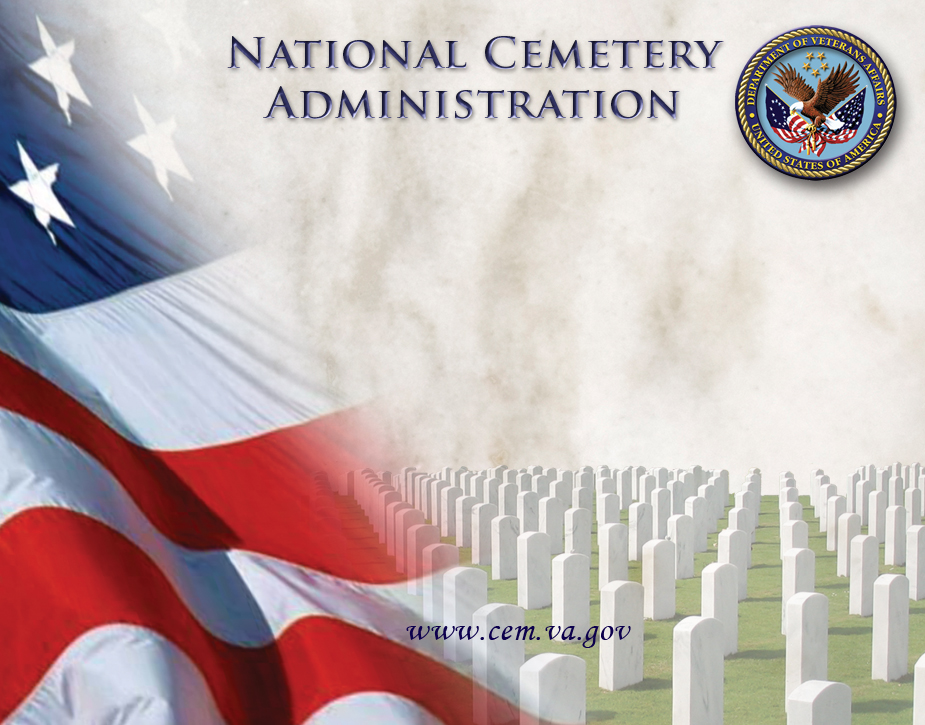 NATIONAL CEMETERY
ADMINISTRATION
DEPARTMENT OF VETERANS AFFAIRS
UNITED STATES OF AMERICA
www.cem.va.gov